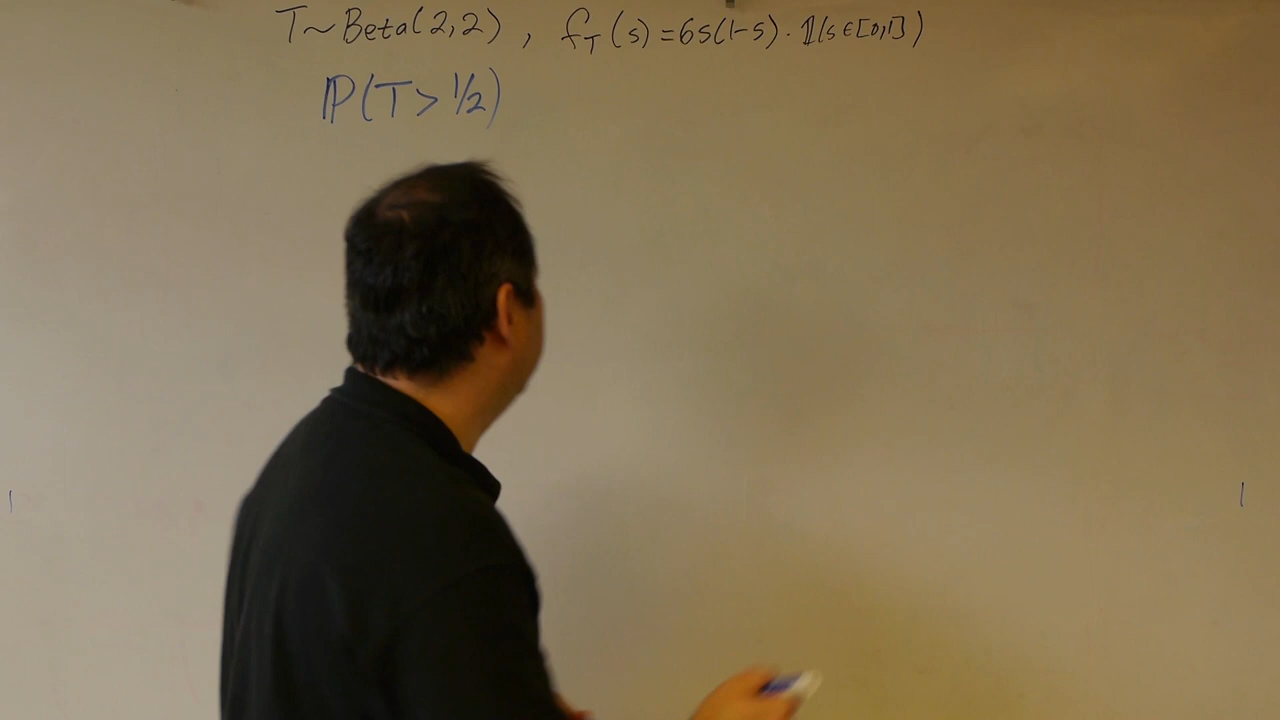 T~Beta(2,2), f_T(s)=6s(1-s)·𝟙(s∈[0,1])
ℙ(T>1/2)